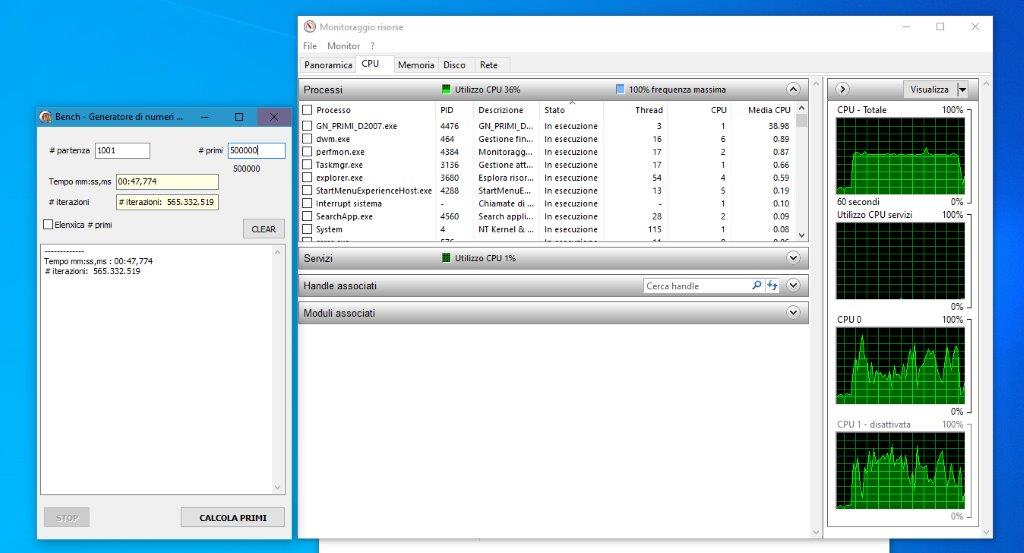 Monitoraggio risorse
File Monitor ?
Panoramica CPU Memoria Disco Rete
Processi Utilizzo CPU 36% 100% frequenza massima
Processo PID Descrizione Stato Thread CPU Media CPU
GN_PRIMI_D2007.exe 4476 GN_PRIMI_D... In esecuzione 3 1 38.98
dwm.exe 464 Gestione fin... In esecuzione 16 6 0.89
perfmon.exe 4384 Monitoragg... In esecuzione 17 2 0.87
Taskmgr.exe 3136 Gestione att... In esecuzione 17 1 0.66
explorer.exe 3680 Esplora risor... In esecuzione 54 4 0.59
StartMenuExperienceHost.exe 4288 StartMenuE... In esecuzione 13 5 0.19
Interrupt sistema - Chiamate di ... In esecuzione - 1 0.10
SearchApp.exe 4560 Search appli... In esecuzione 28 2 0.09
System 4 NT Kernel & ... In esecuzione 115 1 0.08
Servizi Utilizzo CPU 1%
Handle associati Cerca handle
Moduli associati
Visualizza
CPU - Totale 100%
60 secondi 0%
Utilizzo CPU servizi 100%
0%
CPU 0 100%
0%
CPU 1 - disattivata 100%
0%
Bench - Generatore di numeri ...
# partenza 1001 # primi 500000
500000
Tempo mm:ss,ms 00:47,774
# iterazioni # iterazioni: 565.332.519
Elenxica # primi CLEAR
-------------
Tempo mm:ss,ms : 00:47,774
# iterazioni: 565.332.519
STOP CALCOLA PRIMI